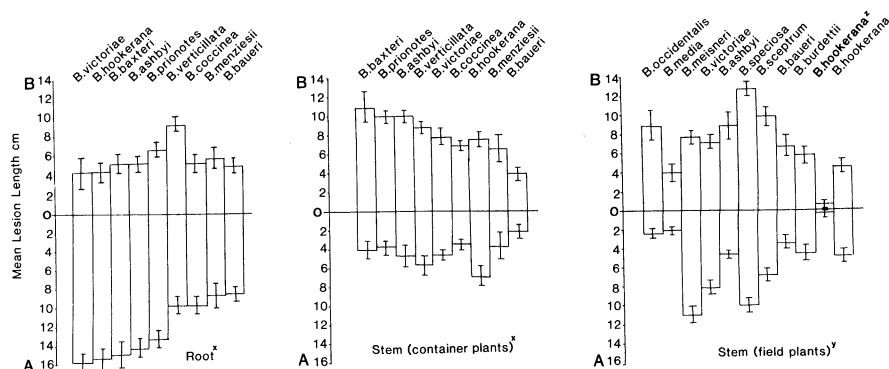 B.victoriae
B.hookerana
B.baxteri
B.ashbyi
B.prionotes
B.verticillata
B.coccinea
B.menziesii
B.baueri
B 14
12
10
8
6
4
2
0
2
4
6
8
10
12
14
A 16
Mean Lesion Length cm
Root x
B.baxteri
B.prionotes
B.ashbyi
B.verticillata
B.victoriae
B.coccinea
B.hookerana
B.menziesii
B.baueri
B 14
12
10
8
6
4
2
0
2
4
6
8
10
12
14
A 16
Stem (container plants) x
B.occidentalis
B.media
B.meisneri
B.victoriae
B.ashbyi
B.speciosa
B.sceptrum
B.baueri
B.burdettii
B.hookerana z
B.hookerana
B 14
12
10
8
6
4
2
0
2
4
6
8
10
12
14
A 16
Stem (field plants) y